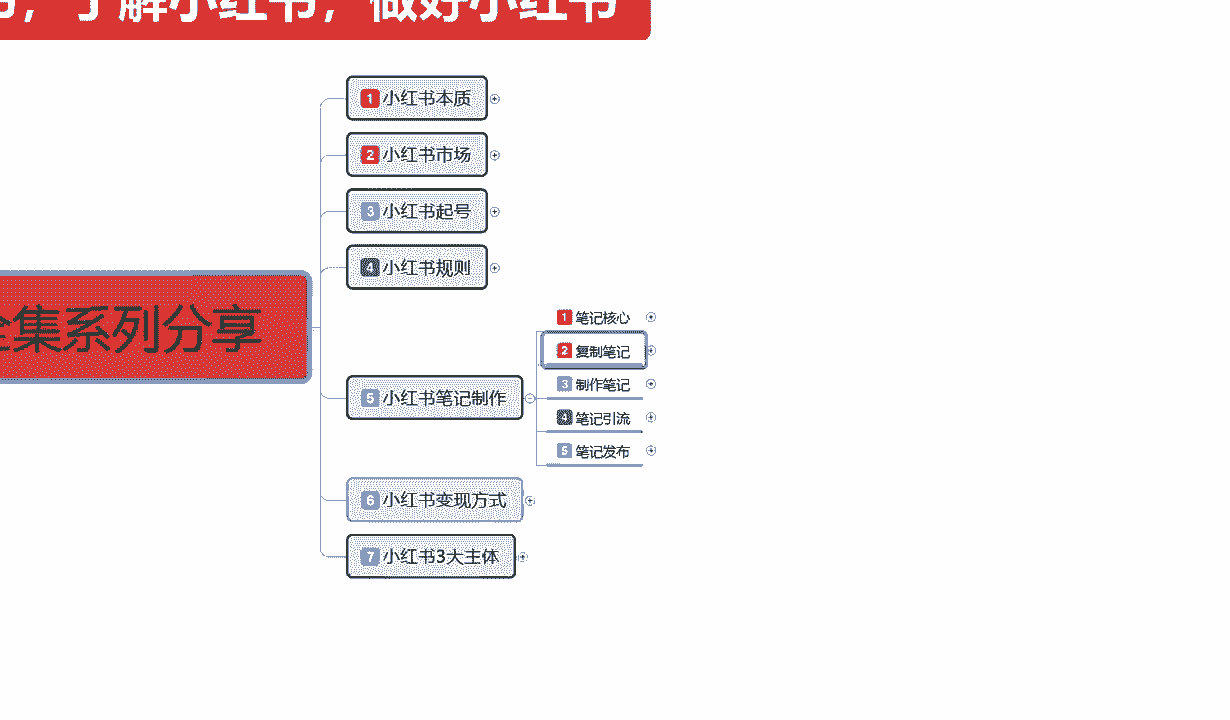 ，了解小红书，做好小红书
1 小红书本质
2 小红书市场
3 小红书起号
4 小红书规则
全集系列分享
1 笔记核心
2 复制笔记
3 制作笔记
5 小红书笔记制作
4 笔记引流
5 笔记发布
6 小红书变现方式
7 小红书3大主体